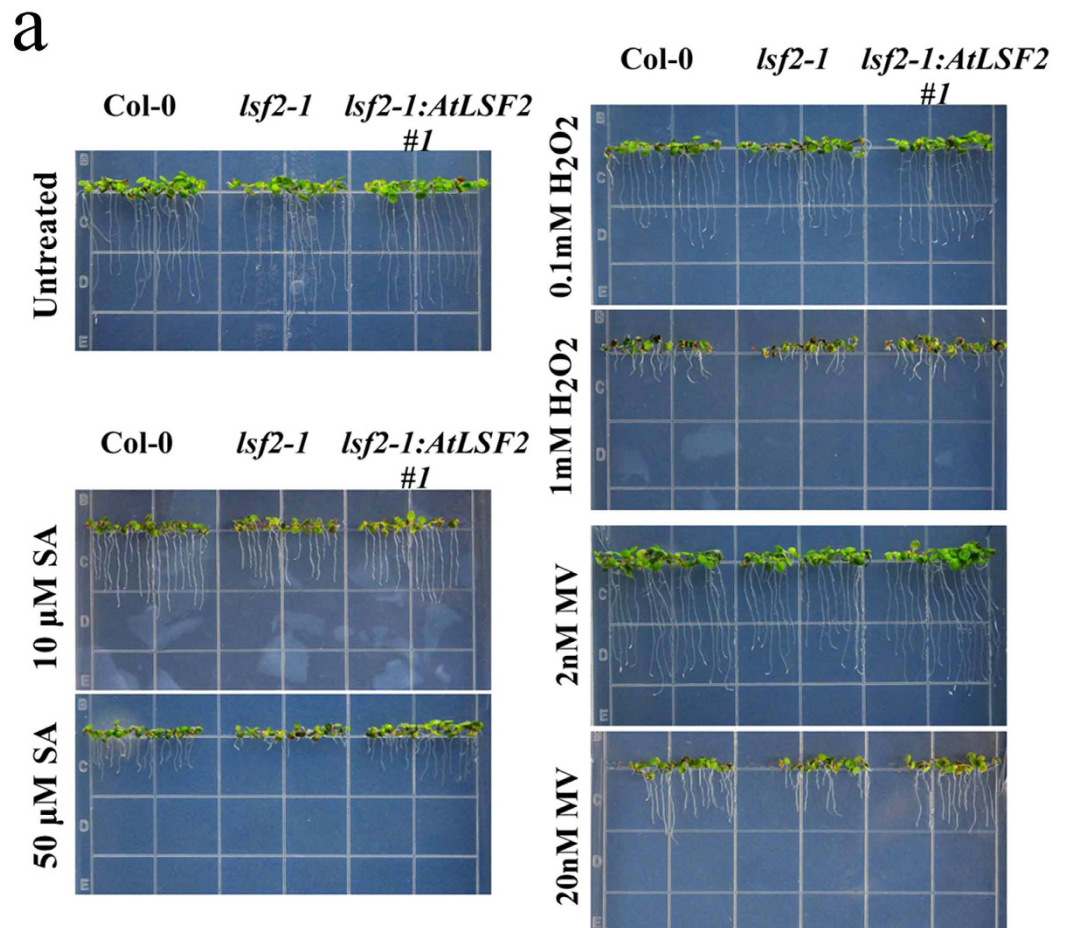 a
Col-0 lsf2-1 lsf2-1:AtLSF2
#1
Untreated
B
C
D
E
Col-0 lsf2-1 lsf2-1:AtLSF2
#1
10 µM SA
B
C
D
E
50 µM SA
B
C
D
E
Col-0 lsf2-1 lsf2-1:AtLSF2
#1
0.1mM H2O2
B
C
D
E
1mM H2O2
B
C
D
2nM MV
B
C
D
E
20nM MV
B
C
D
E